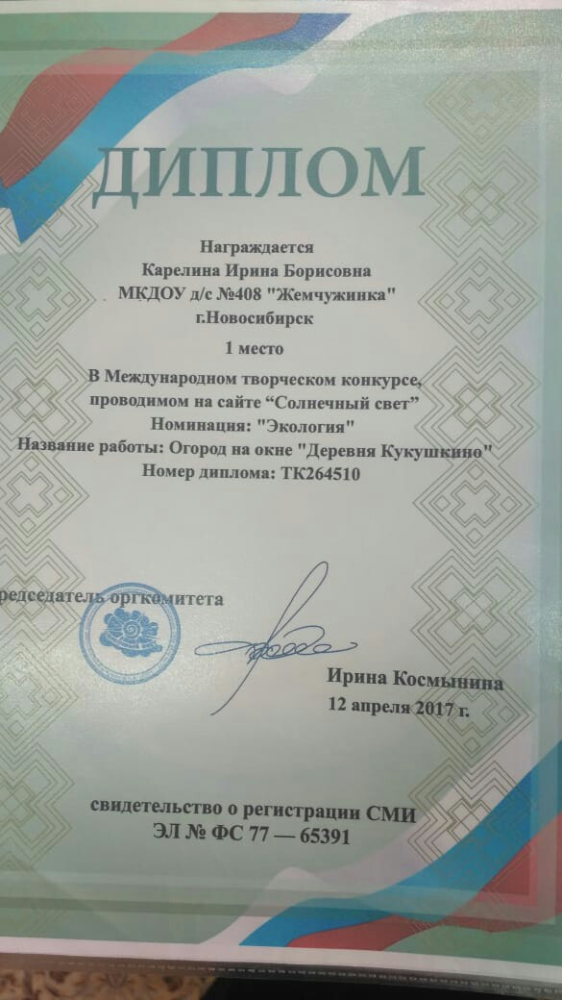 ДИПЛОМ
Награждается
Карелина Ирина Борисовна
МКДОУ д/с №408 "Жемчужинка"
г.Новосибирск
1 место
В Международном творческом конкурсе,
проводимом на сайте “Солнечный свет”
Номинация: "Экология"
Название работы: Огород на окне "Деревня Кукушкино"
Номер диплома: ТК264510
редседатель оргкомитета
Ирина Космынина
12 апреля 2017 г.
свидетельство о регистрации СМИ
ЭЛ № ФС 77 — 65391